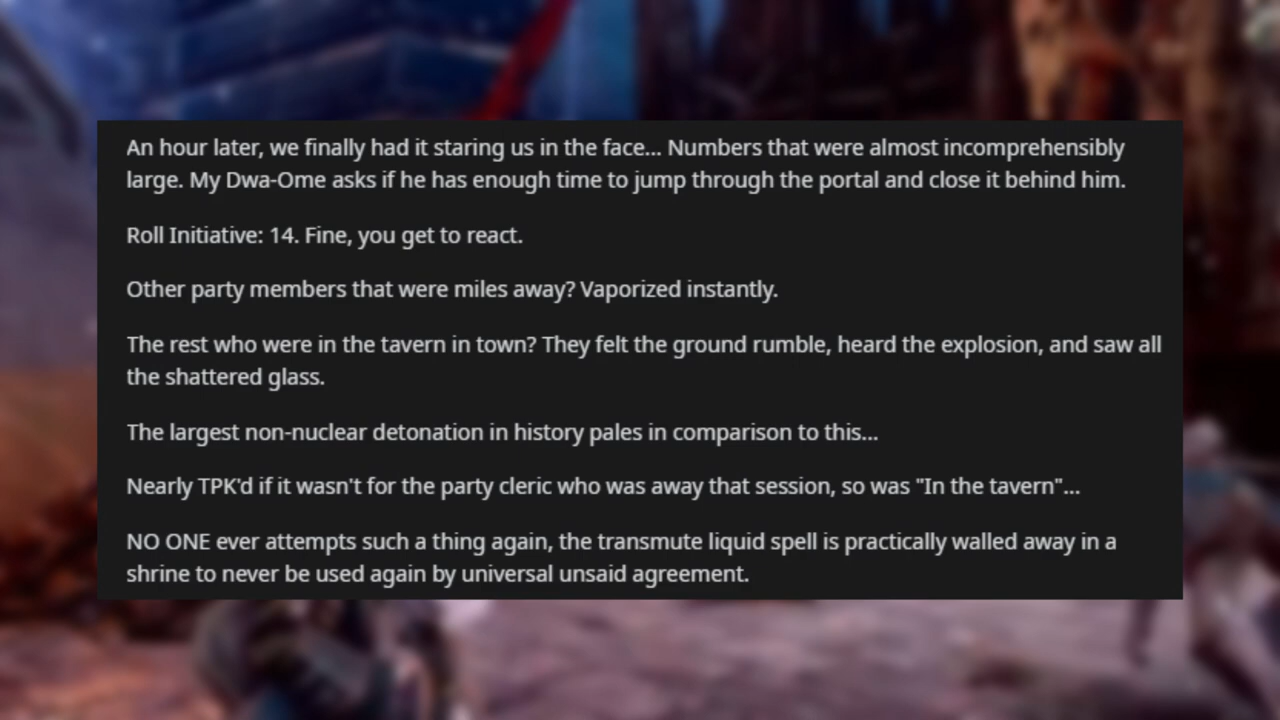 An hour later, we finally had it staring us in the face... Numbers that were almost incomprehensibly
large. My Dwa-Ome asks if he has enough time to jump through the portal and close it behind him.
Roll Initiative: 14. Fine, you get to react.
Other party members that were miles away? Vaporized instantly.
The rest who were in the tavern in town? They felt the ground rumble, heard the explosion, and saw all
the shattered glass.
The largest non-nuclear detonation in history pales in comparison to this...
Nearly TPK'd if it wasn't for the party cleric who was away that session, so was "In the tavern"...
NO ONE ever attempts such a thing again, the transmute liquid spell is practically walled away in a
shrine to never be used again by universal unsaid agreement.